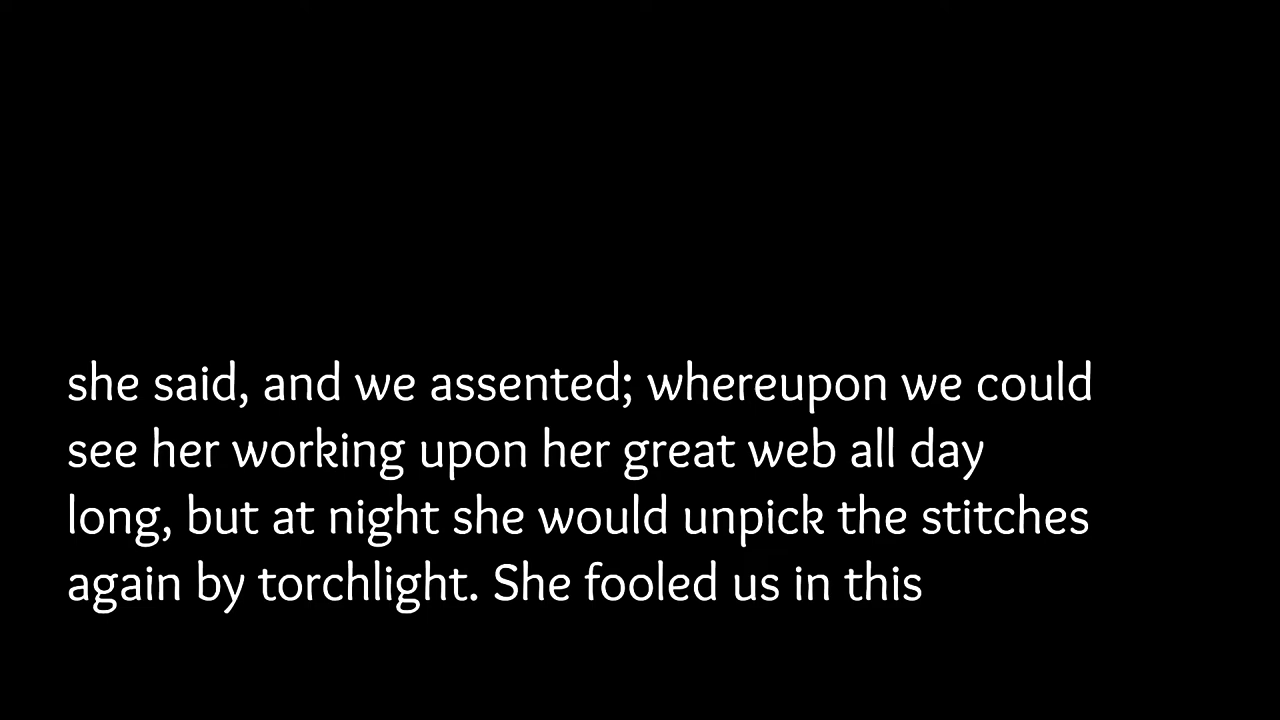 she said, and we assented; whereupon we could
see her working upon her great web all day
long, but at night she would unpick the stitches
again by torchlight. She fooled us in this